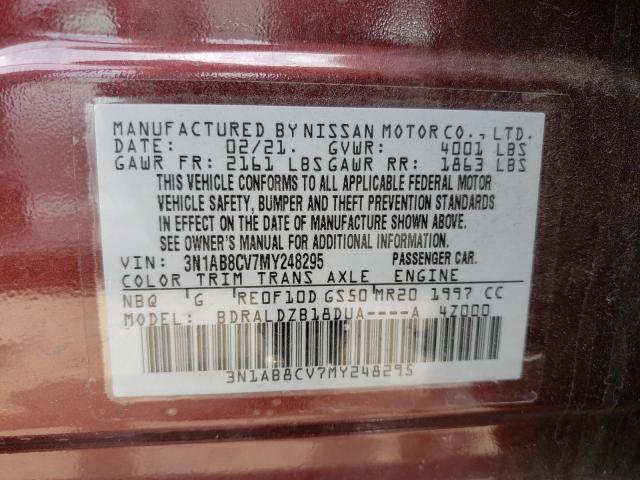 MANUFACTURED BY NISSAN MOTOR CO., LTD.
DATE: 02/21. GVWR: 4001 LBS
GAWR FR: 2161 LBS GAWR RR: 1863 LBS
THIS VEHICLE CONFORMS TO ALL APPLICABLE FEDERAL MOTOR
VEHICLE SAFETY, BUMPER AND THEFT PREVENTION STANDARDS
IN EFFECT ON THE DATE OF MANUFACTURE SHOWN ABOVE.
SEE OWNER'S MANUAL FOR ADDITIONAL INFORMATION.
VIN: 3N1AB8CV7MY248295 PASSENGER CAR.
COLOR TRIM TRANS AXLE ENGINE
NBQ G RE0F10D GS50 MR20 1997 CC
MODEL: BDRALDZB18DUA----A 4Z000
3N1AB8CV7MY248295